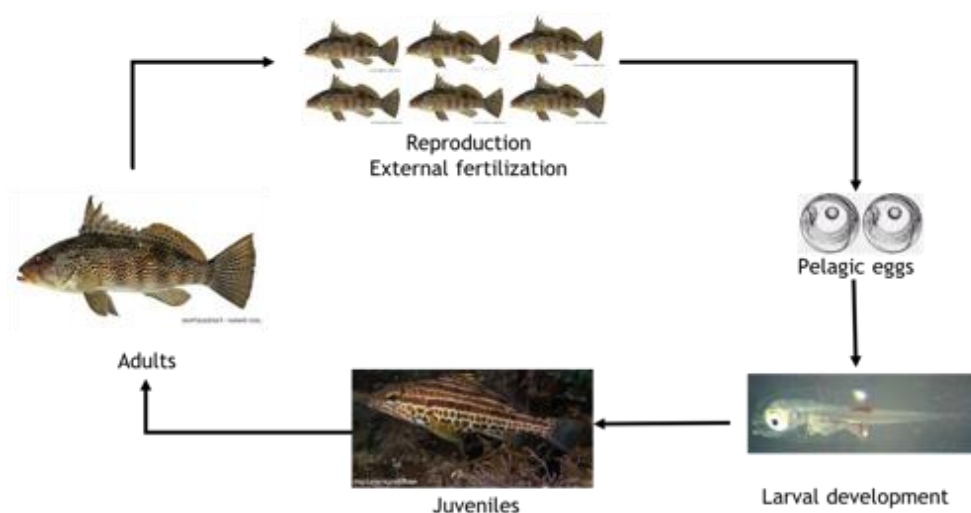 Reproduction
External fertilization
Pelagic eggs
Adults
Juveniles
Larval development